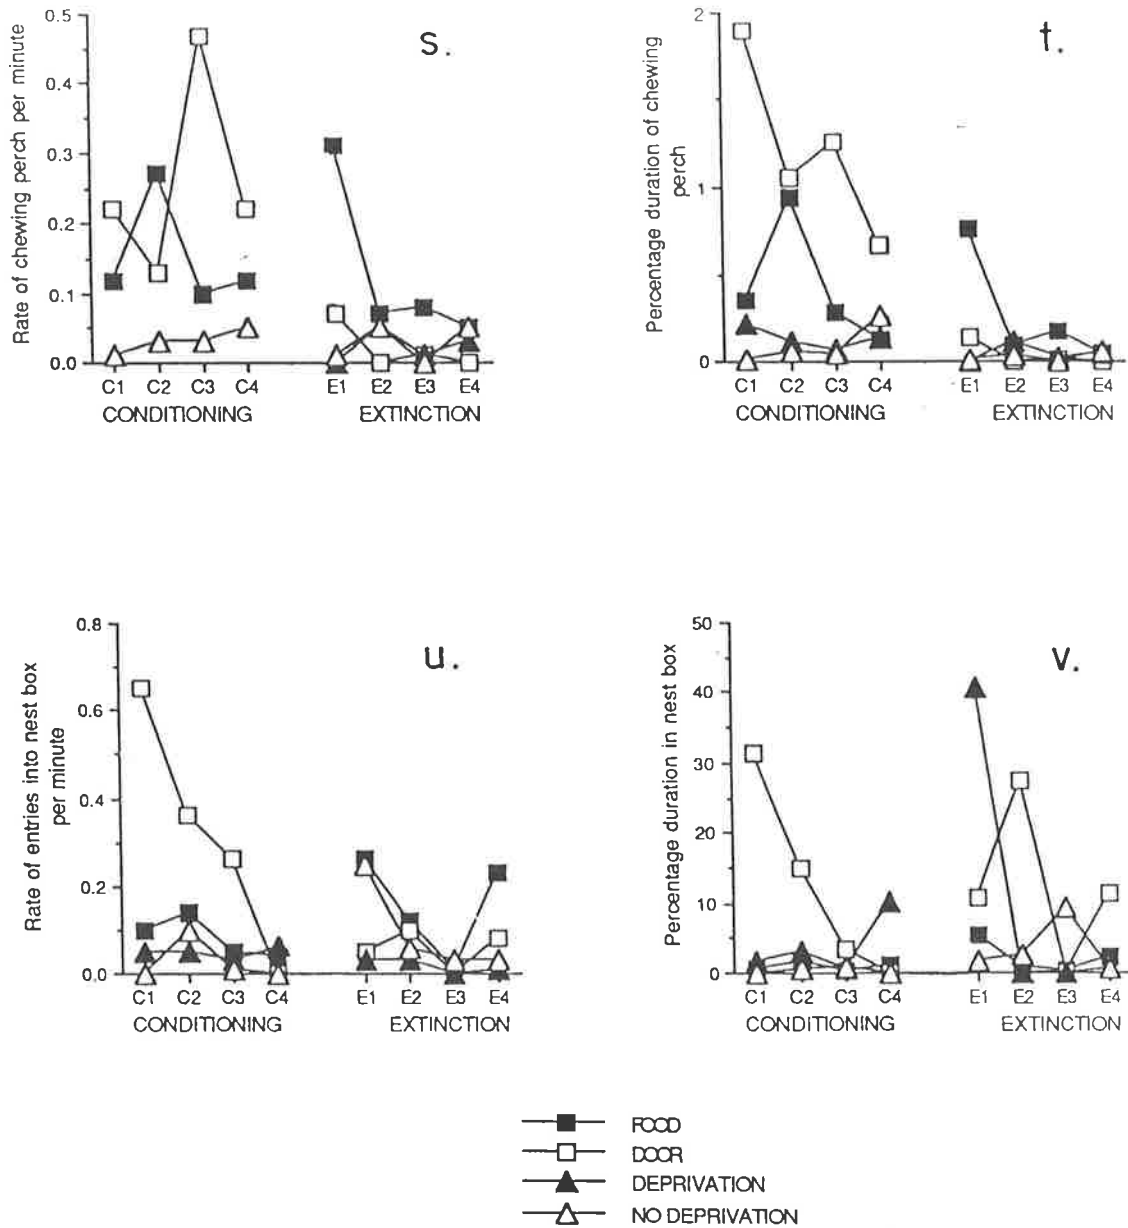 s.
Rate of chewing perch per minute
0.5
0.4
0.3
0.2
0.1
0.0
C1 C2 C3 C4 E1 E2 E3 E4
CONDITIONING EXTINCTION
t.
Percentage duration of chewing
perch
2
1
0
C1 C2 C3 C4 E1 E2 E3 E4
CONDITIONING EXTINCTION
u.
Rate of entries into nest box
per minute
0.8
0.6
0.4
0.2
0.0
C1 C2 C3 C4 E1 E2 E3 E4
CONDITIONING EXTINCTION
v.
Percentage duration in nest box
50
40
30
20
10
0
C1 C2 C3 C4 E1 E2 E3 E4
CONDITIONING EXTINCTION
FOOD
DOOR
DEPRIVATION
NO DEPRIVATION